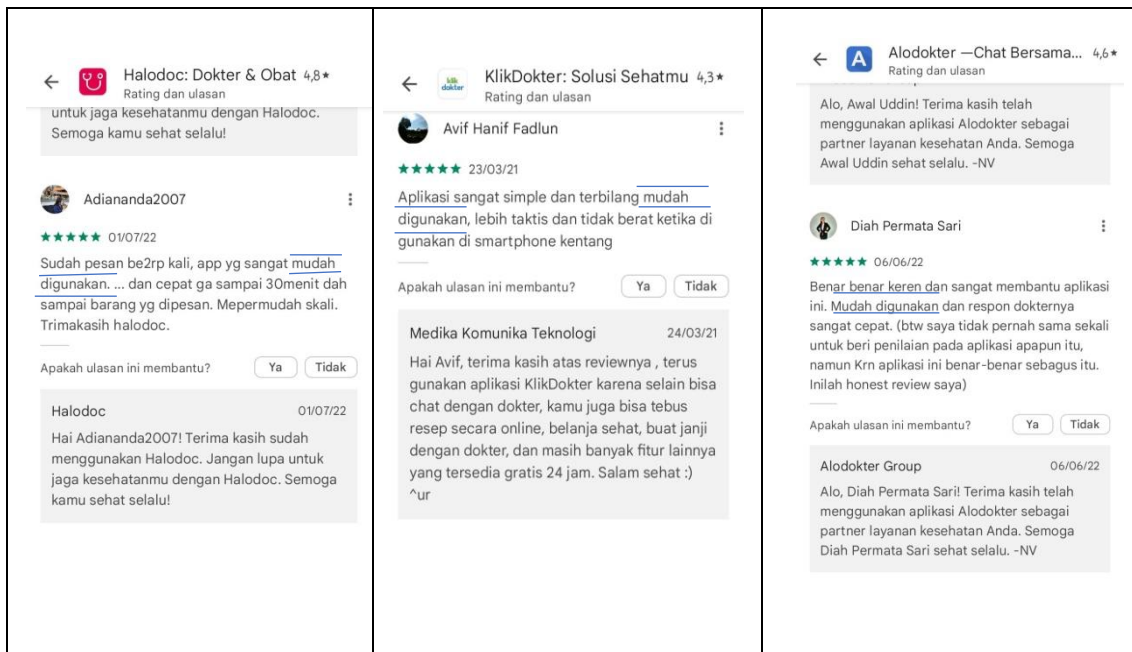 Halodoc: Dokter & Obat 4,8★
Rating dan ulasan
untuk jaga kesehatanmu dengan Halodoc.
Semoga kamu sehat selalu!
Adiananda2007
★★★★★ 01/07/22
Sudah pesan be2rp kali, app yg sangat mudah
digunakan. ... dan cepat ga sampai 30menit dah
sampai barang yg dipesan. Mepermudah skali.
Trimakasih halodoc.
Apakah ulasan ini membantu? Ya Tidak
Halodoc 01/07/22
Hai Adiananda2007! Terima kasih sudah
menggunakan Halodoc. Jangan lupa untuk
jaga kesehatanmu dengan Halodoc. Semoga
kamu sehat selalu!
klik
dokter
KlikDokter: Solusi Sehatmu 4,3★
Rating dan ulasan
Avif Hanif Fadlun
★★★★★ 23/03/21
Aplikasi sangat simple dan terbilang mudah
digunakan, lebih taktis dan tidak berat ketika di
gunakan di smartphone kentang
Apakah ulasan ini membantu? Ya Tidak
Medika Komunika Teknologi 24/03/21
Hai Avif, terima kasih atas reviewnya , terus
gunakan aplikasi KlikDokter karena selain bisa
chat dengan dokter, kamu juga bisa tebus
resep secara online, belanja sehat, buat janji
dengan dokter, dan masih banyak fitur lainnya
yang tersedia gratis 24 jam. Salam sehat :)
^ur
A
Alodokter —Chat Bersama... 4,6★
Rating dan ulasan
Alo, Awal Uddin! Terima kasih telah
menggunakan aplikasi Alodokter sebagai
partner layanan kesehatan Anda. Semoga
Awal Uddin sehat selalu. -NV
Diah Permata Sari
★★★★★ 06/06/22
Benar benar keren dan sangat membantu aplikasi
ini. Mudah digunakan dan respon dokternya
sangat cepat. (btw saya tidak pernah sama sekali
untuk beri penilaian pada aplikasi apapun itu,
namun Krn aplikasi ini benar-benar sebagus itu.
Inilah honest review saya)
Apakah ulasan ini membantu? Ya Tidak
Alodokter Group 06/06/22
Alo, Diah Permata Sari! Terima kasih telah
menggunakan aplikasi Alodokter sebagai
partner layanan kesehatan Anda. Semoga
Diah Permata Sari sehat selalu. -NV